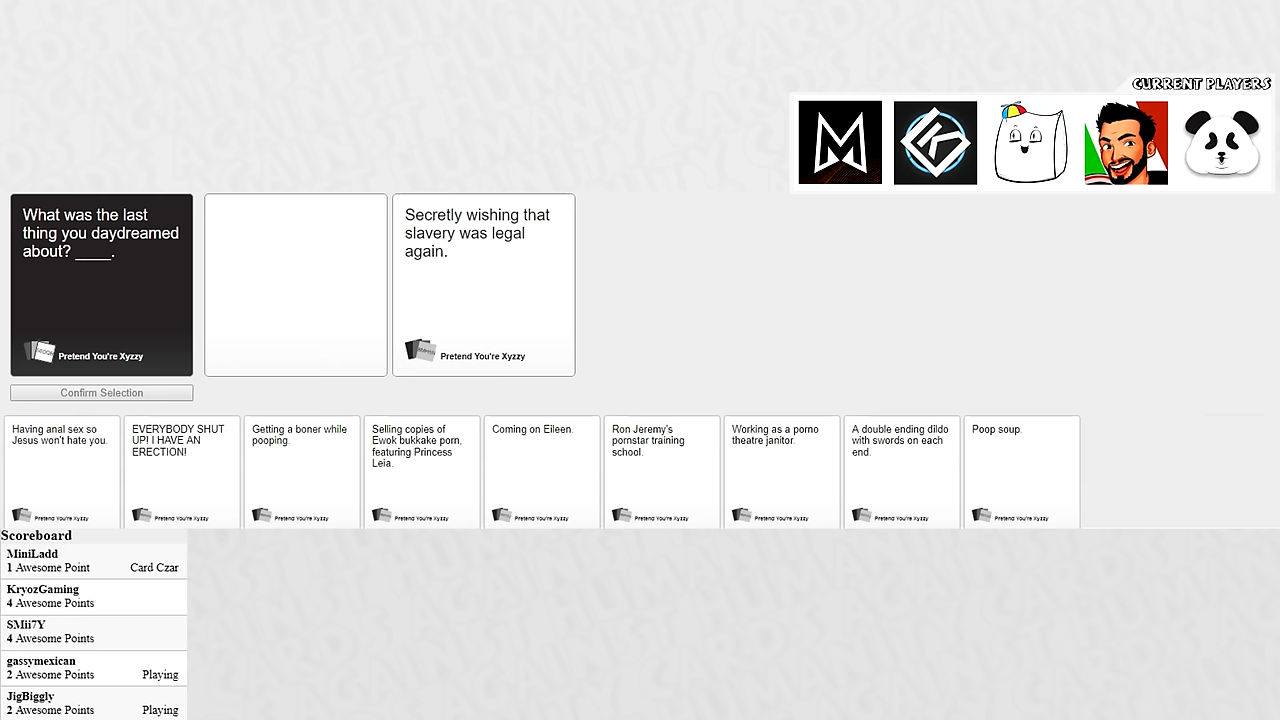 CURRENT PLAYERS
What was the last
thing you daydreamed
about? ____.
Pretend You're Xyzzy
Secretly wishing that
slavery was legal
again.
Pretend You're Xyzzy
Confirm Selection
Having anal sex so
Jesus won't hate you.
Pretend You're Xyzzy
EVERYBODY SHUT
UP! I HAVE AN
ERECTION!
Pretend You're Xyzzy
Getting a boner while
pooping.
Pretend You're Xyzzy
Selling copies of
Ewok bukkake porn,
featuring Princess
Leia.
Pretend You're Xyzzy
Coming on Eileen.
Pretend You're Xyzzy
Ron Jeremy's
pornstar training
school.
Pretend You're Xyzzy
Working as a porno
theatre janitor.
Pretend You're Xyzzy
A double ending dildo
with swords on each
end.
Pretend You're Xyzzy
Poop soup.
Pretend You're Xyzzy
Scoreboard
MiniLadd
1 Awesome Point Card Czar
KryozGaming
4 Awesome Points
SMii7Y
4 Awesome Points
gassymexican
2 Awesome Points Playing
JigBiggly
2 Awesome Points Playing